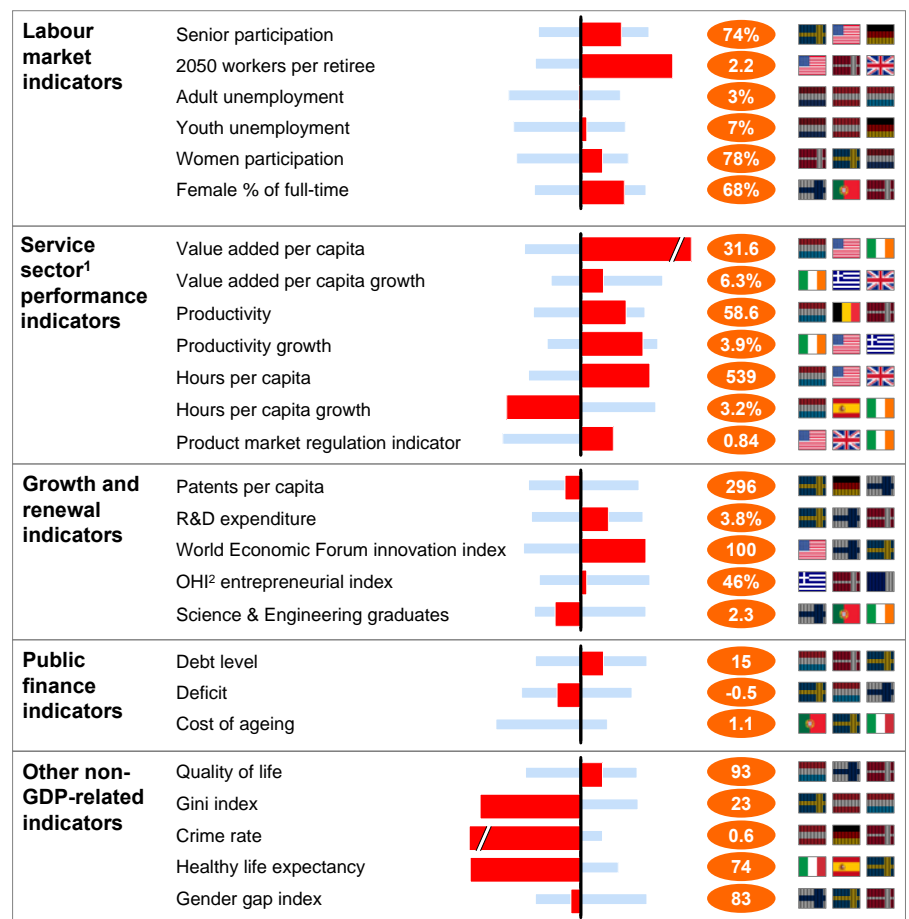 Labour market indicators
Senior participation 74%
2050 workers per retiree 2.2
Adult unemployment 3%
Youth unemployment 7%
Women participation 78%
Female % of full-time 68%
Service sector¹ performance indicators
Value added per capita 31.6
Value added per capita growth 6.3%
Productivity 58.6
Productivity growth 3.9%
Hours per capita 539
Hours per capita growth 3.2%
Product market regulation indicator 0.84
Growth and renewal indicators
Patents per capita 296
R&D expenditure 3.8%
World Economic Forum innovation index 100
OHI² entrepreneurial index 46%
Science & Engineering graduates 2.3
Public finance indicators
Debt level 15
Deficit -0.5
Cost of ageing 1.1
Other non-GDP-related indicators
Quality of life 93
Gini index 23
Crime rate 0.6
Healthy life expectancy 74
Gender gap index 83